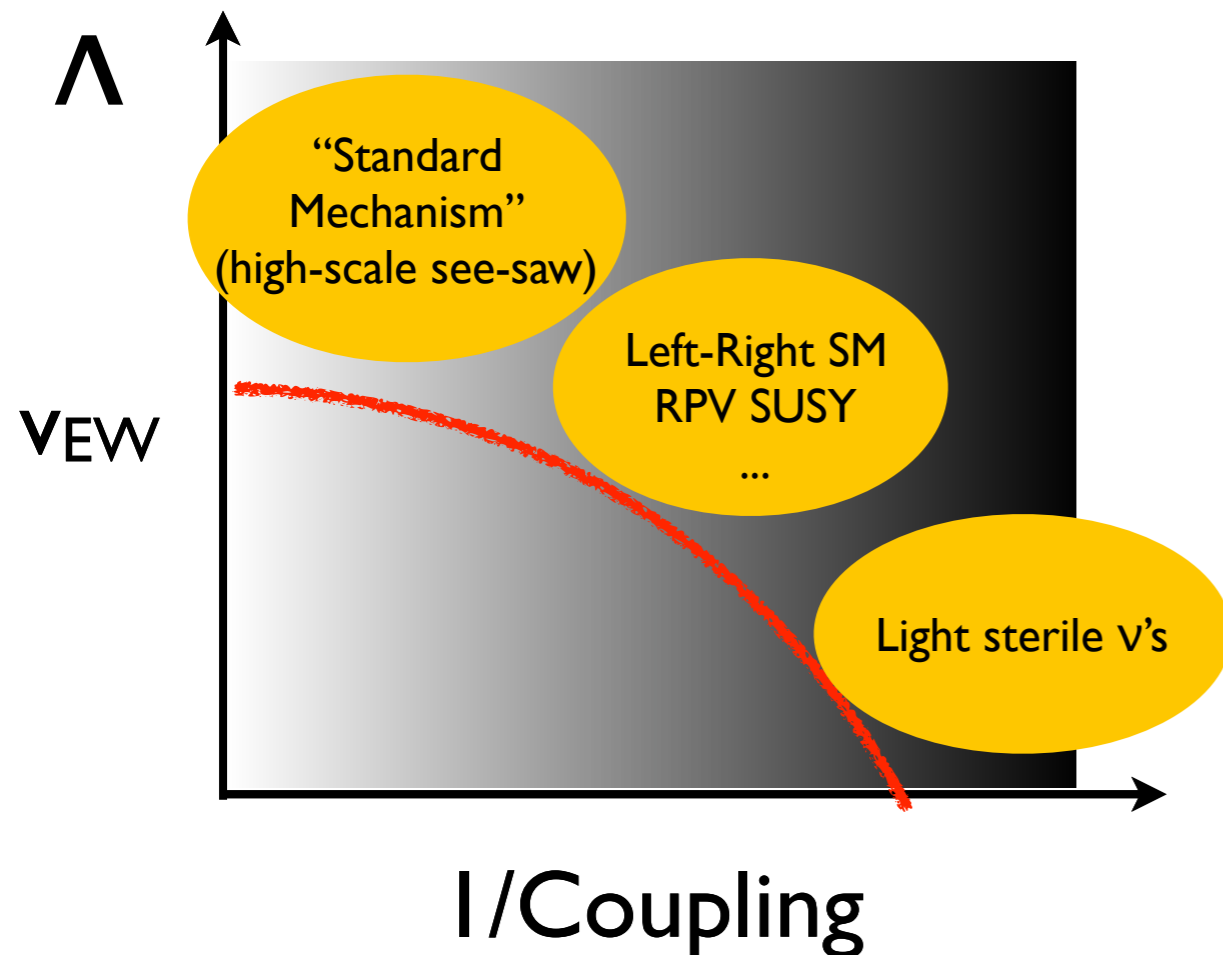 Λ
“Standard
Mechanism”
(high-scale see-saw)
Left-Right SM
RPV SUSY
...
vEW
Light sterile ν’s
1/Coupling